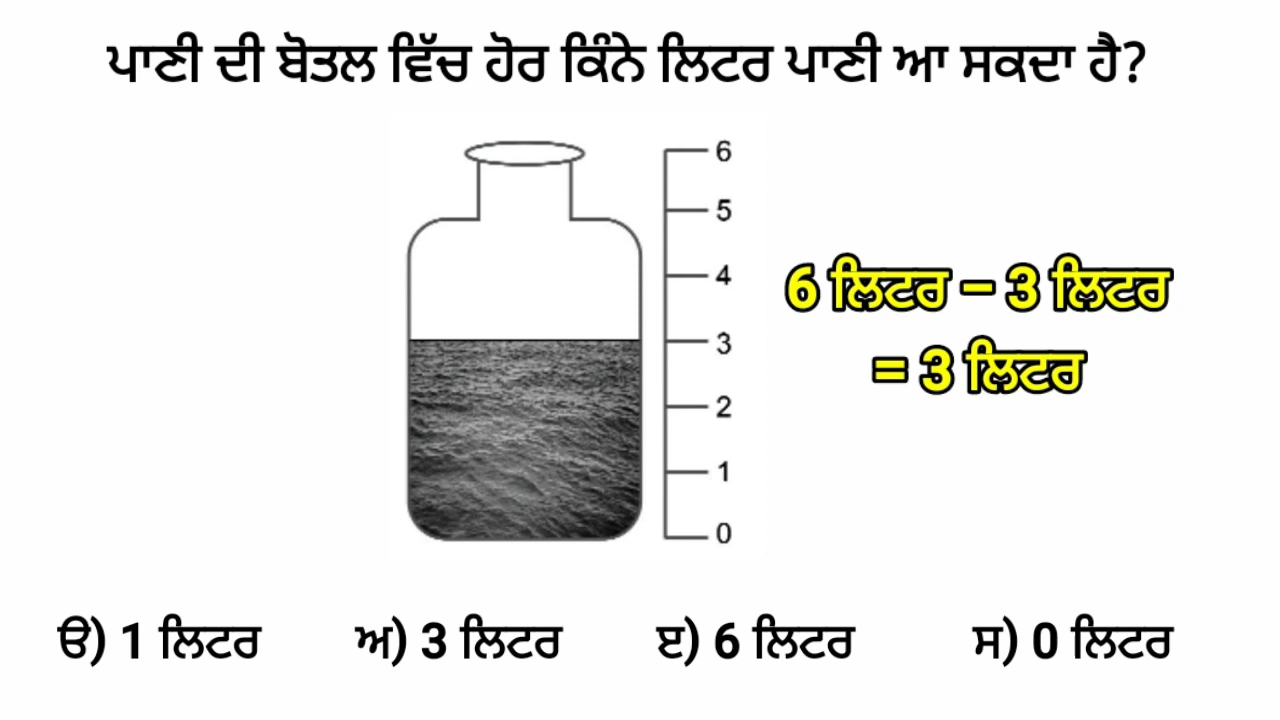 ਪਾਣੀ ਦੀ ਬੋਤਲ ਵਿੱਚ ਹੋਰ ਕਿੰਨੇ ਲਿਟਰ ਪਾਣੀ ਆ ਸਕਦਾ ਹੈ?
6
5
4
3
2
1
0
6 ਲਿਟਰ – 3 ਲਿਟਰ
= 3 ਲਿਟਰ
ੳ) 1 ਲਿਟਰ ਅ) 3 ਲਿਟਰ ੲ) 6 ਲਿਟਰ ਸ) 0 ਲਿਟਰ